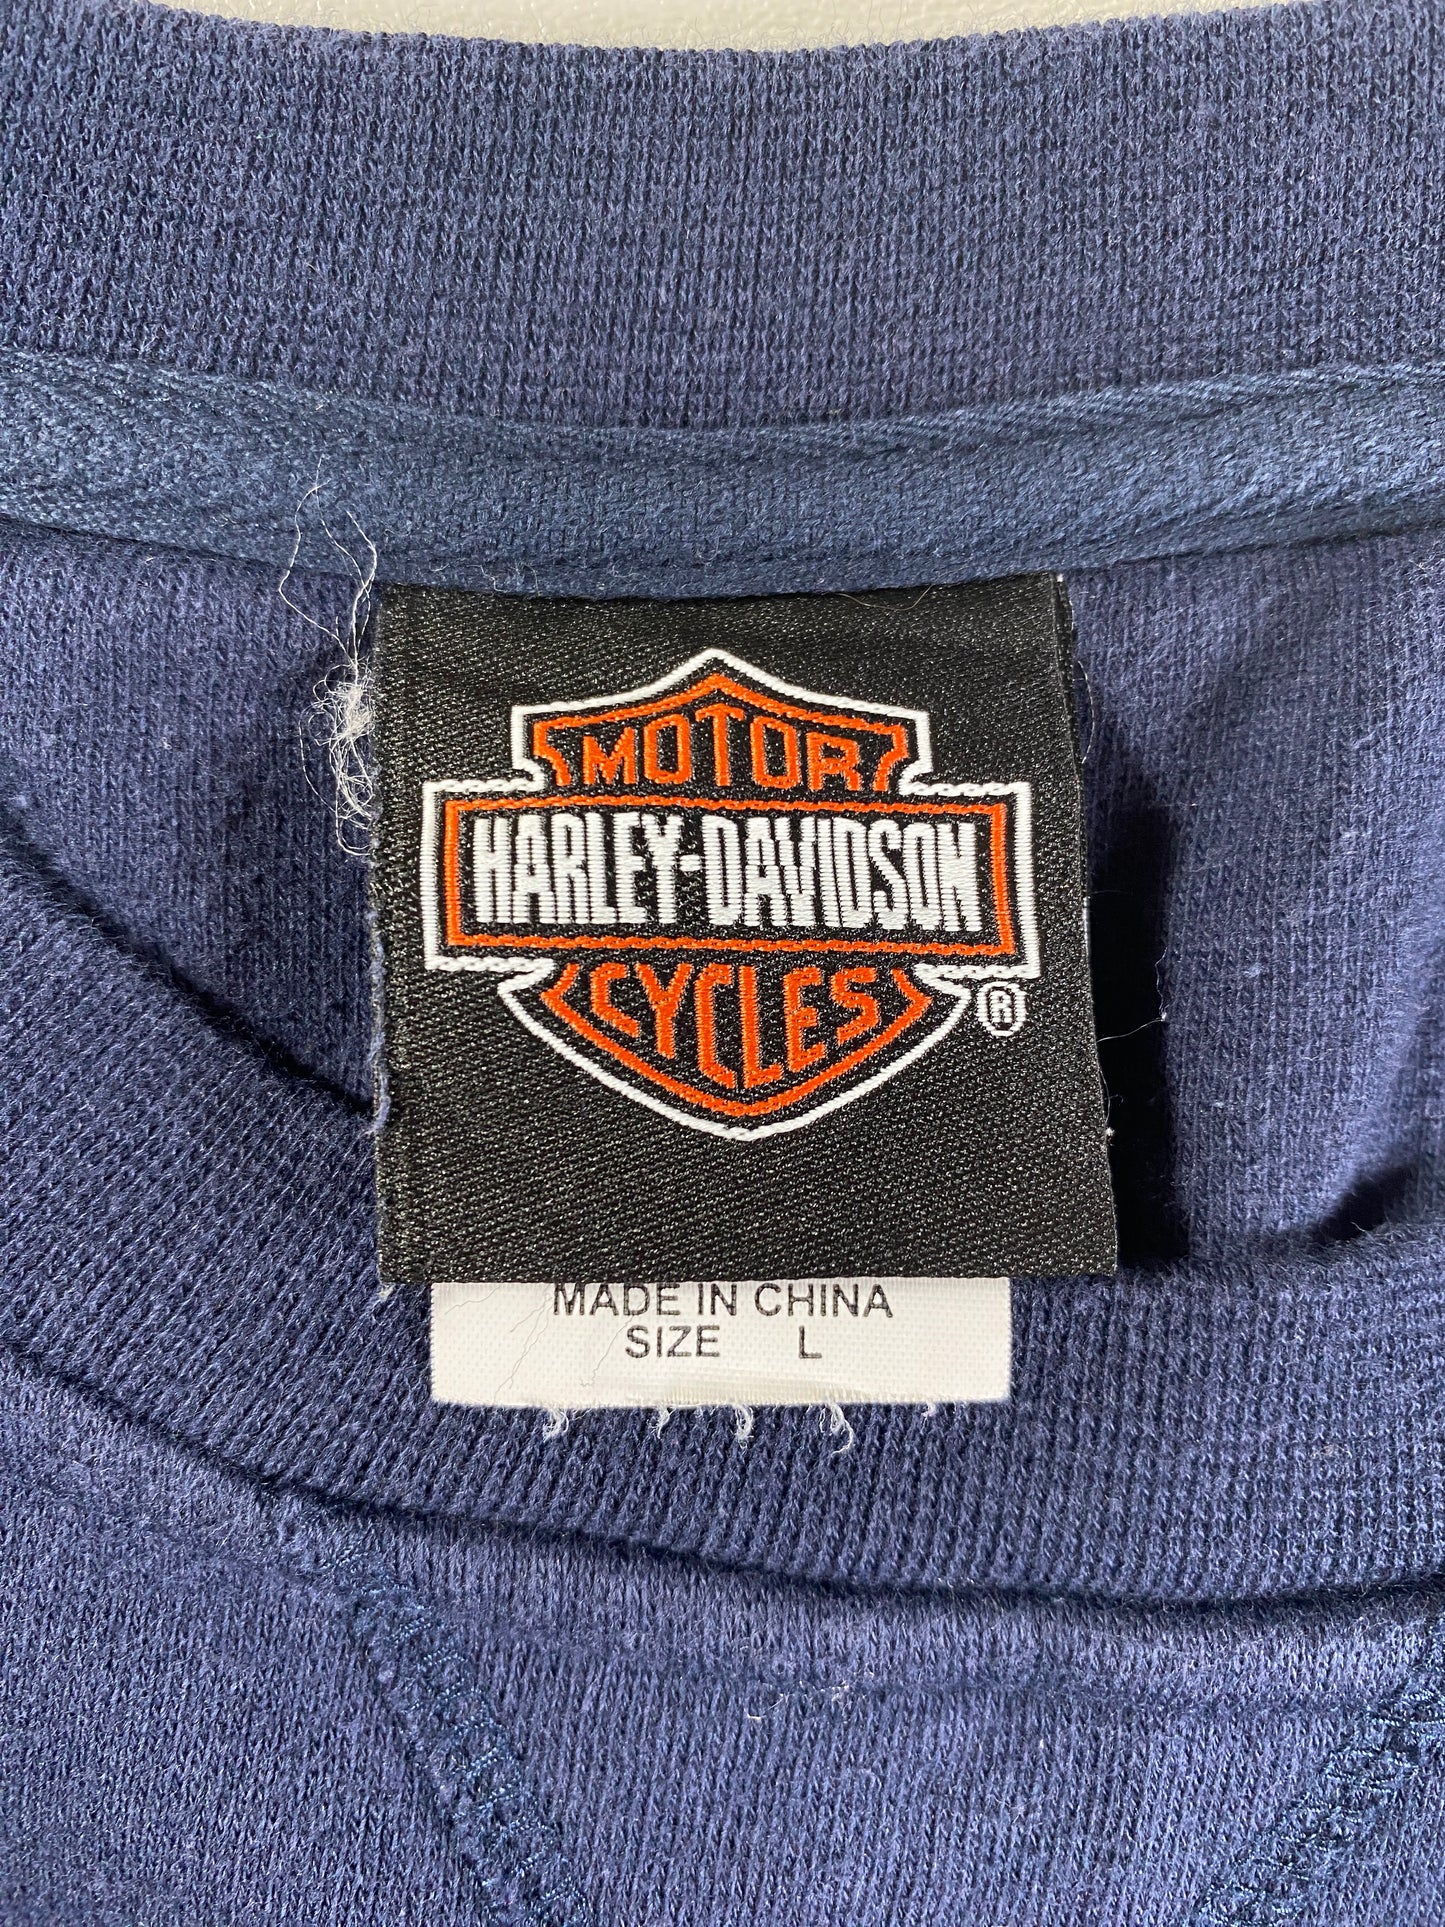 MOTOR
HARLEY-DAVIDSON
CYCLES
®
MADE IN CHINA
SIZE L